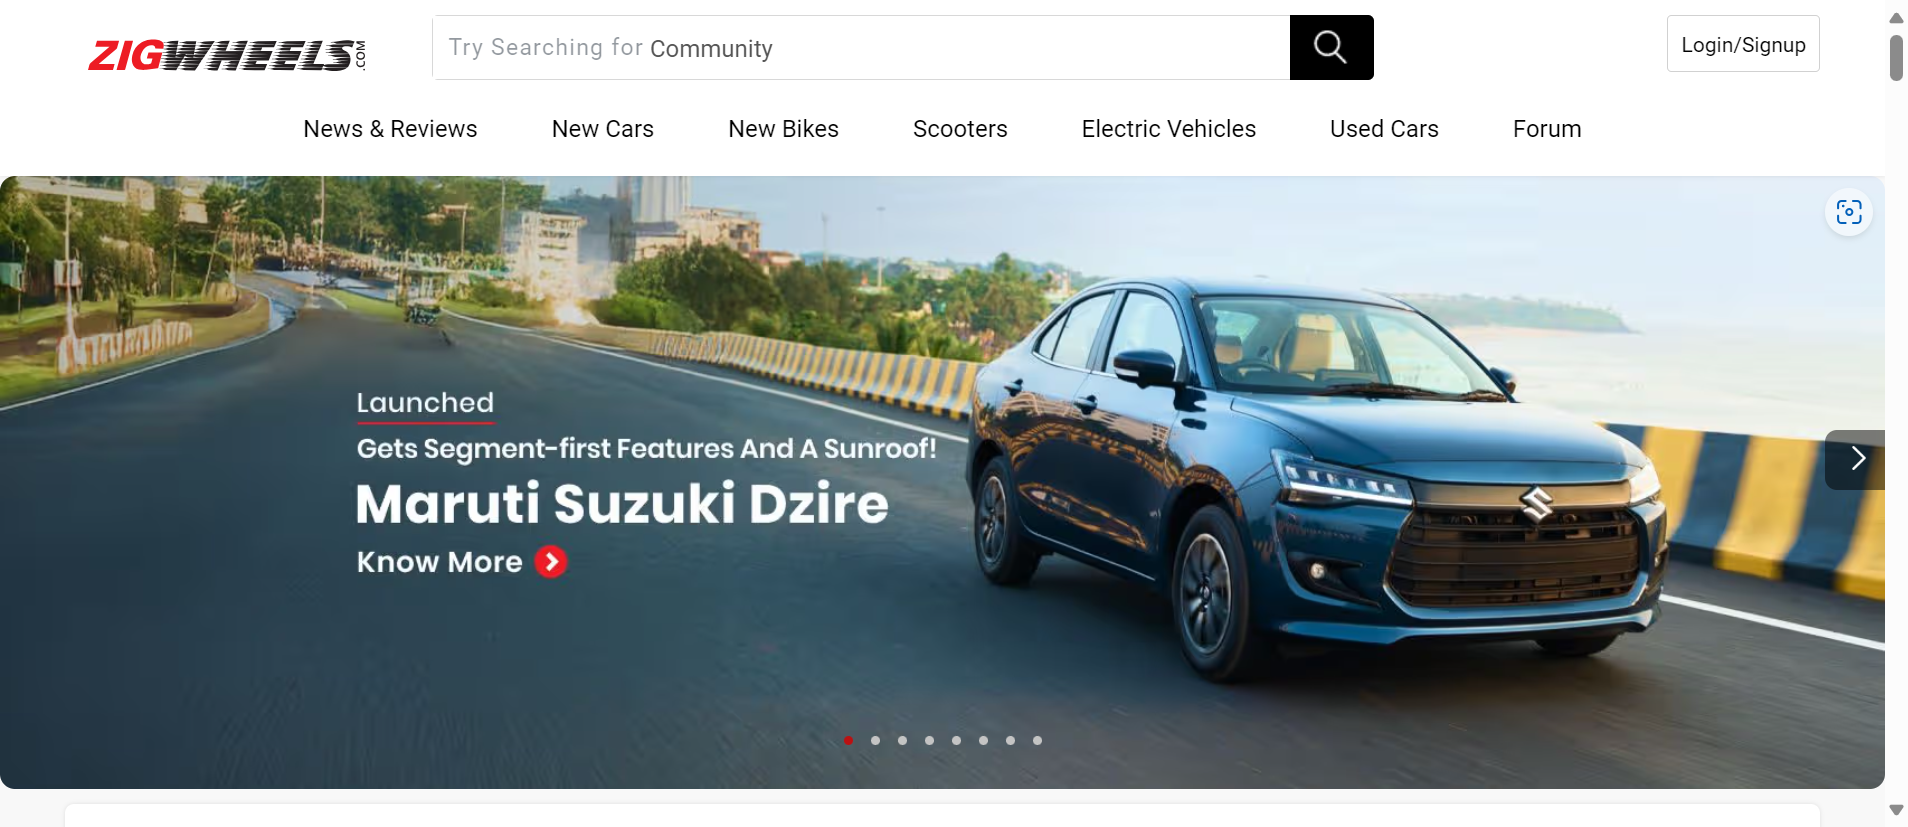 ZIGWHEELS.COM
Try Searching for Community
Login/Signup
News & Reviews
New Cars
New Bikes
Scooters
Electric Vehicles
Used Cars
Forum
Launched
Gets Segment-first Features And A Sunroof!
Maruti Suzuki Dzire
Know More